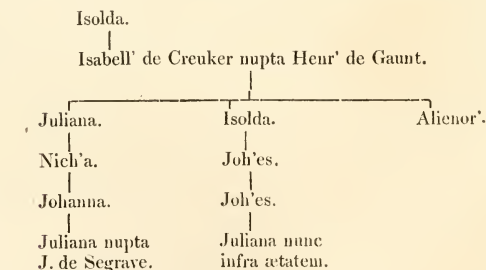 Isolda.
Isabell' de Creuker nupta Henr' de Gaunt.
Juliana. Isolda. Alienor'.
Nich'a. Joh'es.
Johanna. Joh'es.
Juliana nupta Juliana nunc
J. de Segrave. infra ætatem.